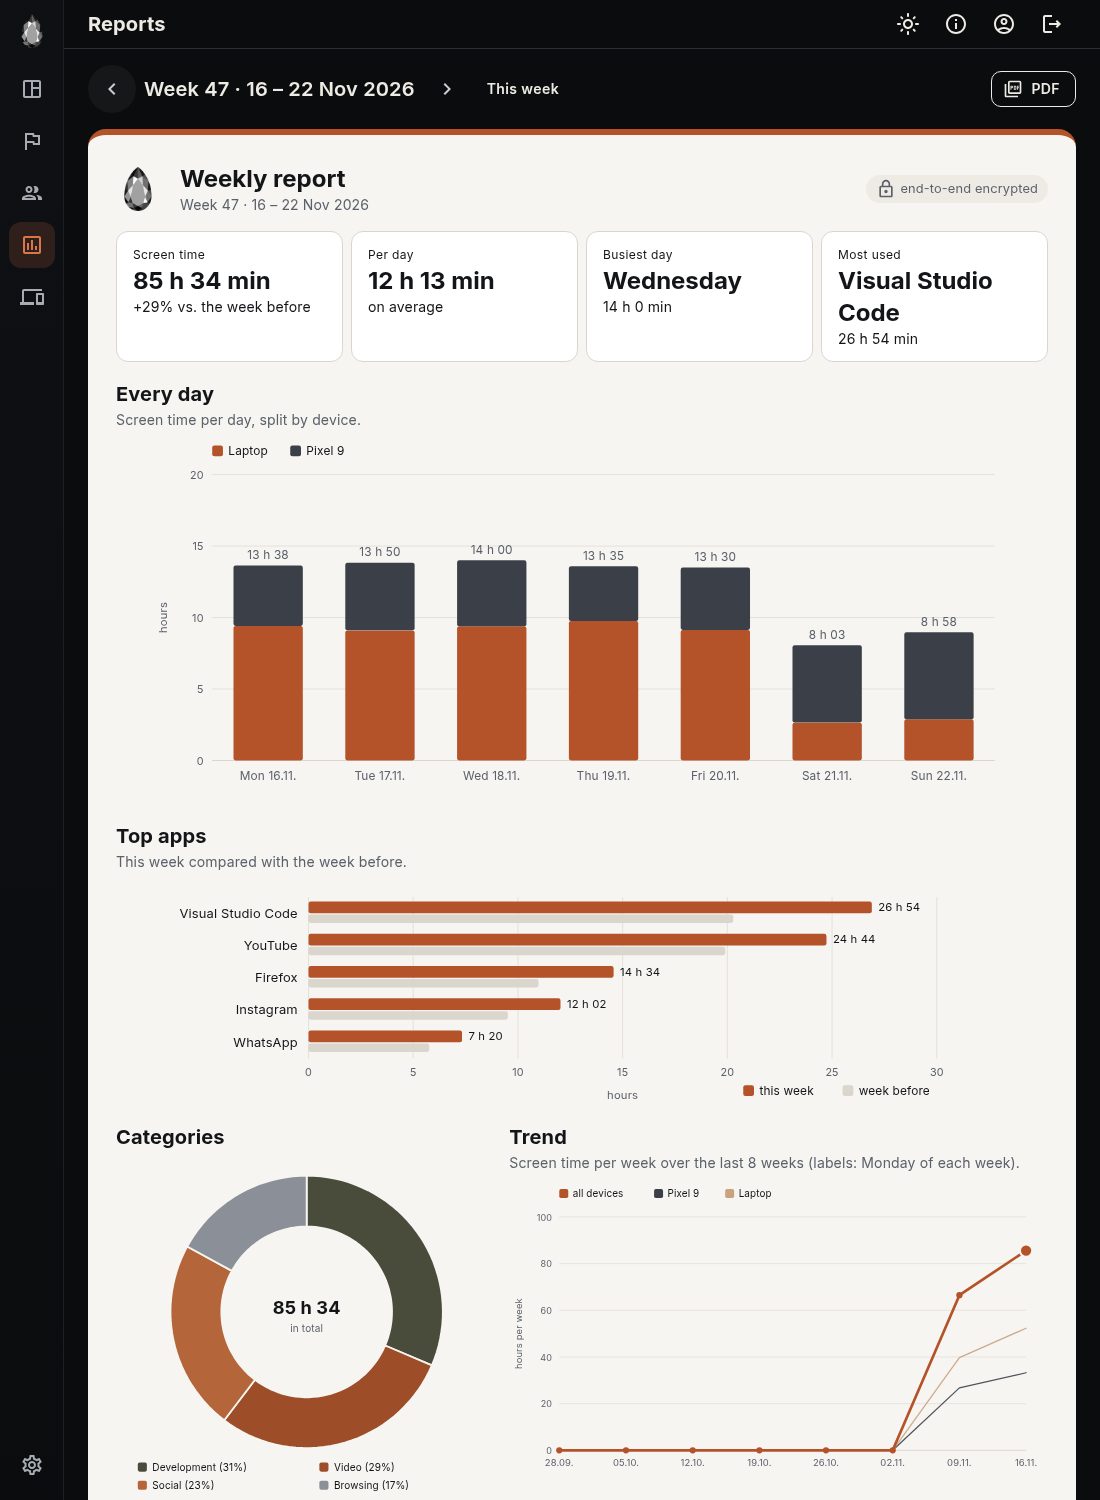 Reports
Week 47 · 16 – 22 Nov 2026
This week
PDF
Weekly report
Week 47 · 16 – 22 Nov 2026
end-to-end encrypted
Screen time
85 h 34 min
+29% vs. the week before
Per day
12 h 13 min
on average
Busiest day
Wednesday
14 h 0 min
Most used
Visual Studio
Code
26 h 54 min
Every day
Screen time per day, split by device.
Laptop
Pixel 9
20
15
10
5
0
hours
13 h 38
13 h 50
14 h 00
13 h 35
13 h 30
8 h 03
8 h 58
Mon 16.11.
Tue 17.11.
Wed 18.11.
Thu 19.11.
Fri 20.11.
Sat 21.11.
Sun 22.11.
Top apps
This week compared with the week before.
Visual Studio Code
26 h 54
YouTube
24 h 44
Firefox
14 h 34
Instagram
12 h 02
WhatsApp
7 h 20
0
5
10
15
20
25
30
hours
this week
week before
Categories
85 h 34
in total
Development (31%)
Video (29%)
Social (23%)
Browsing (17%)
Trend
Screen time per week over the last 8 weeks (labels: Monday of each week).
all devices
Pixel 9
Laptop
100
80
60
40
20
0
hours per week
28.09.
05.10.
12.10.
19.10.
26.10.
02.11.
09.11.
16.11.